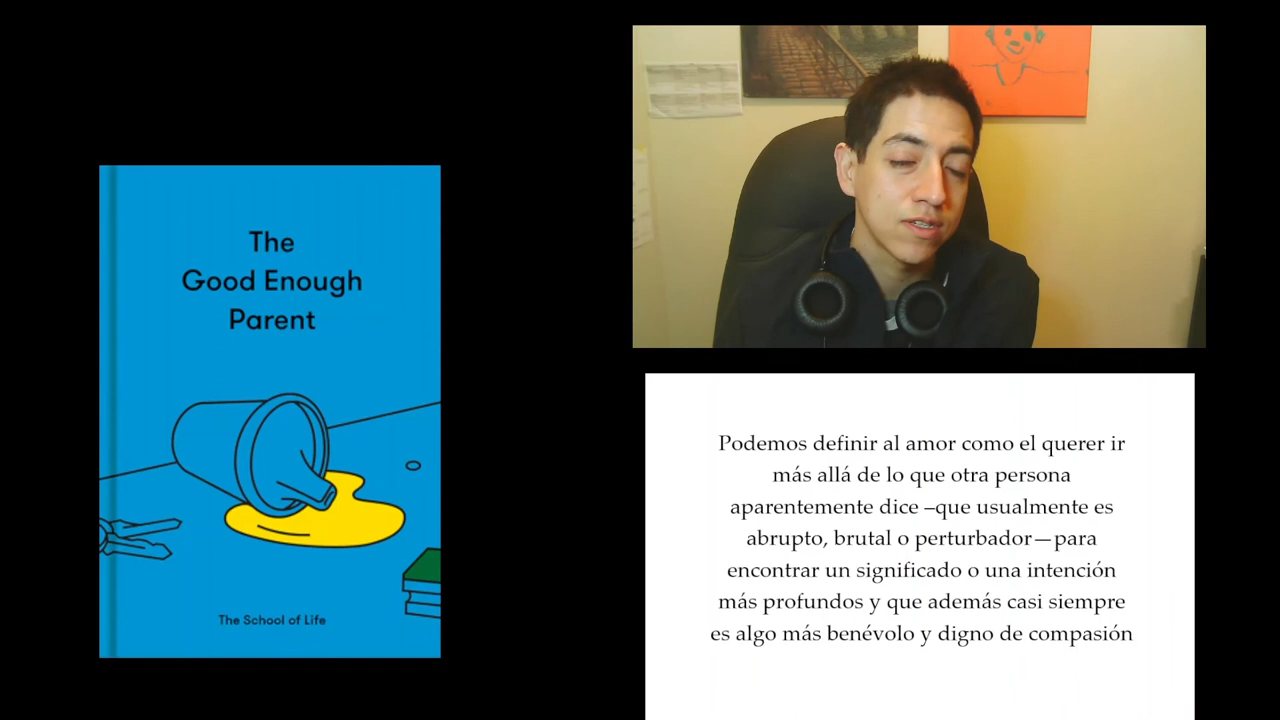 The
Good Enough
Parent
The School of Life
Podemos definir al amor como el querer ir
más allá de lo que otra persona
aparentemente dice –que usualmente es
abrupto, brutal o perturbador—para
encontrar un significado o una intención
más profundos y que además casi siempre
es algo más benévolo y digno de compasión